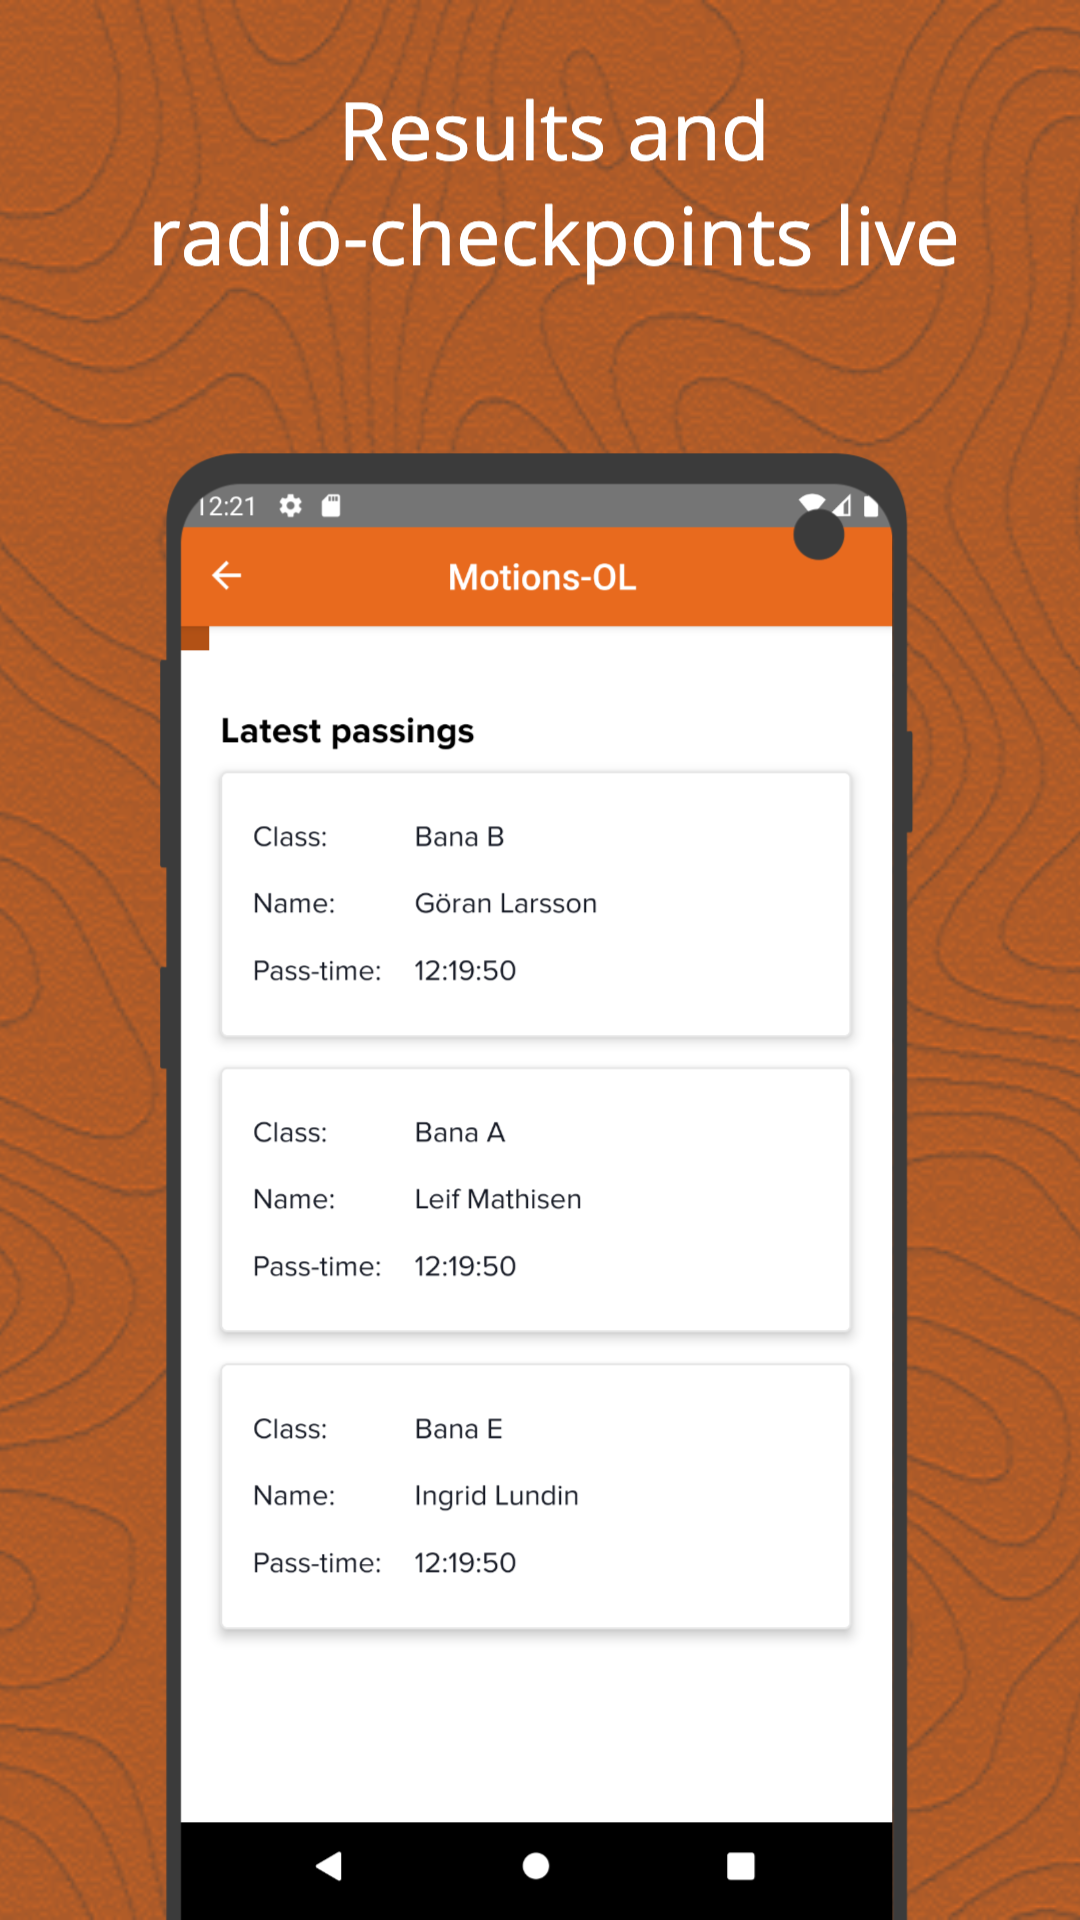 Results and
radio-checkpoints live
12:21
Motions-OL
Latest passings
Class: Bana B
Name: Göran Larsson
Pass-time: 12:19:50
Class: Bana A
Name: Leif Mathisen
Pass-time: 12:19:50
Class: Bana E
Name: Ingrid Lundin
Pass-time: 12:19:50